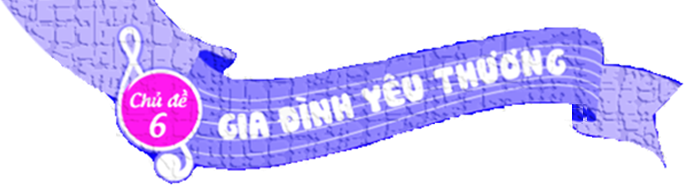 Chủ đề
6
GIA ĐÌNH YÊU THƯƠNG